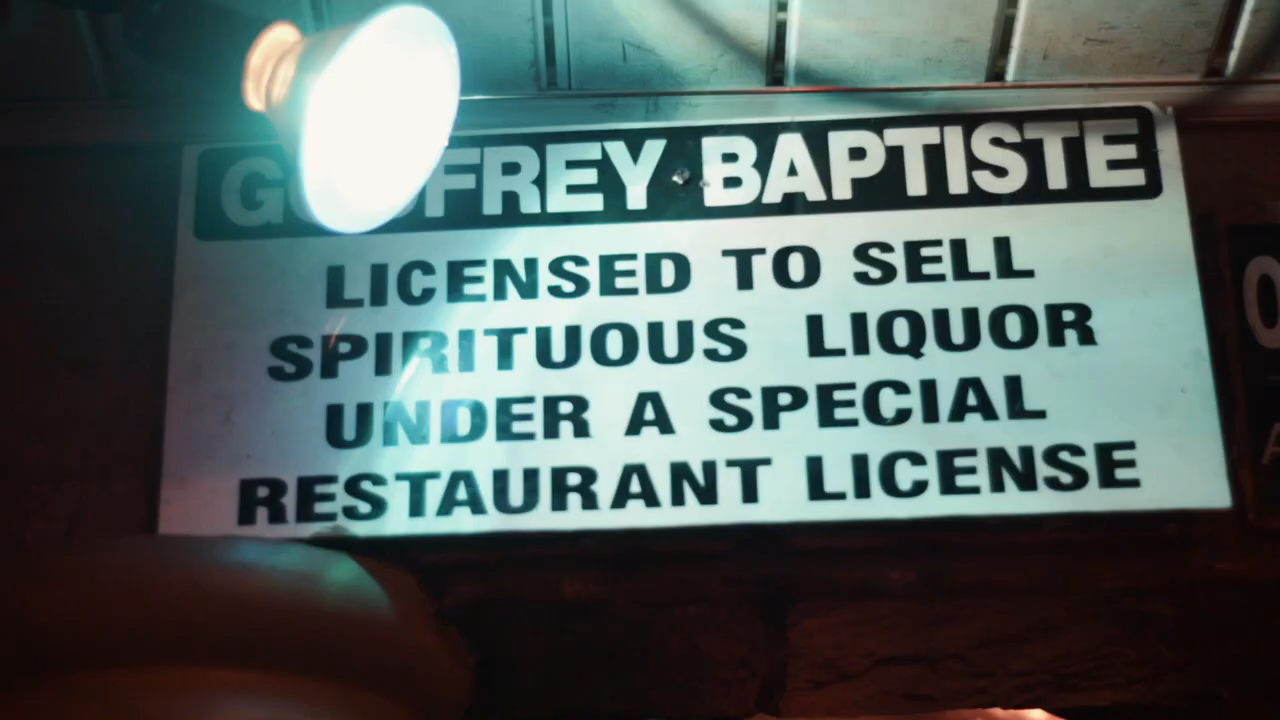 BAPTISTE
LICENSED TO SELL
SPIRITUOUS LIQUOR
UNDER A SPECIAL
RESTAURANT LICENSE